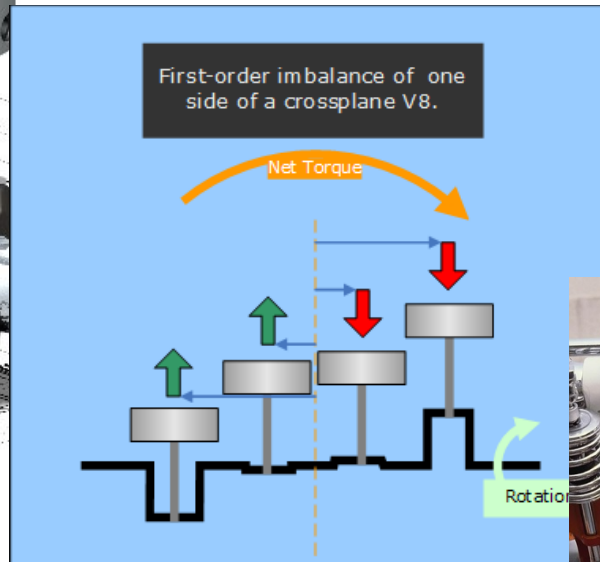 First-order imbalance of one
side of a crossplane V8.
Net Torque